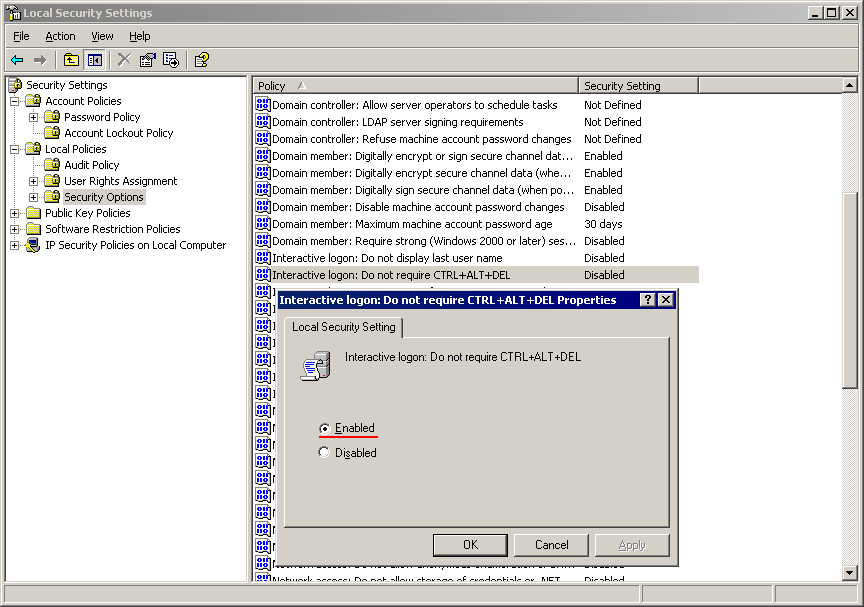 Local Security Settings
File Action View Help
Security Settings
Account Policies
Password Policy
Account Lockout Policy
Local Policies
Audit Policy
User Rights Assignment
Security Options
Public Key Policies
Software Restriction Policies
IP Security Policies on Local Computer
Policy Security Setting
Domain controller: Allow server operators to schedule tasks Not Defined
Domain controller: LDAP server signing requirements Not Defined
Domain controller: Refuse machine account password changes Not Defined
Domain member: Digitally encrypt or sign secure channel dat... Enabled
Domain member: Digitally encrypt secure channel data (whe... Enabled
Domain member: Digitally sign secure channel data (when po... Enabled
Domain member: Disable machine account password changes Disabled
Domain member: Maximum machine account password age 30 days
Domain member: Require strong (Windows 2000 or later) ses... Disabled
Interactive logon: Do not display last user name Disabled
Interactive logon: Do not require CTRL+ALT+DEL Disabled
Interactive logon: Do not require CTRL+ALT+DEL Properties
Local Security Setting
Interactive logon: Do not require CTRL+ALT+DEL
Enabled
Disabled
OK Cancel Apply
Network access: Do not allow storage of credentials or .NET Disabled